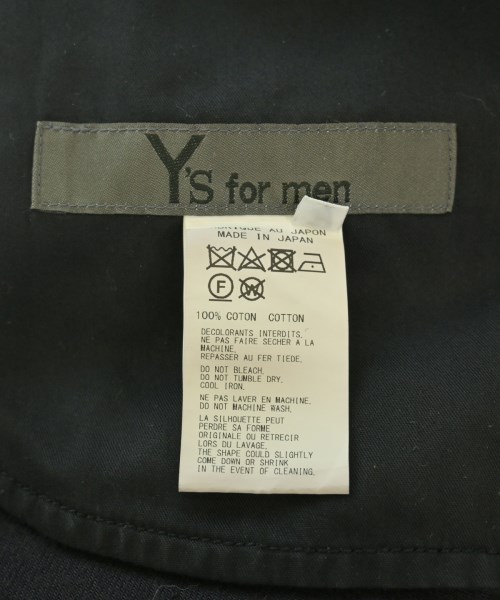 Y's for men
AU JAPON
MADE IN JAPAN
F W
100% COTON COTTON
DECOLORANTS INTERDITS.
NE PAS FAIRE SECHER A LA
MACHINE.
REPASSER AU FER TIEDE.
DO NOT BLEACH.
DO NOT TUMBLE DRY.
COOL IRON.
NE PAS LAVER EN MACHINE.
DO NOT MACHINE WASH.
LA SILHOUETTE PEUT
PERDRE SA FORME
ORIGINALE OU RETRECIR
LORS DU LAVAGE.
THE SHAPE COULD SLIGHTLY
COME DOWN OR SHRINK
IN THE EVENT OF CLEANING.